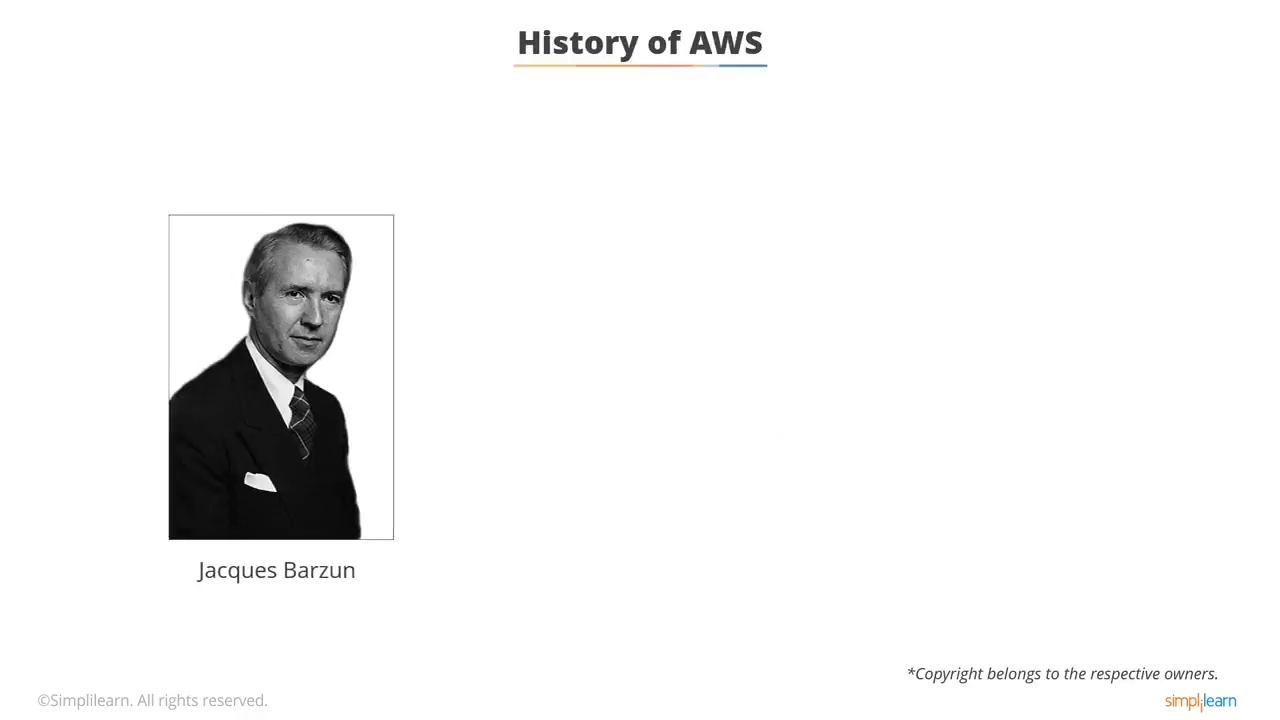 History of AWS
Jacques Barzun
*Copyright belongs to the respective owners.
©Simplilearn. All rights reserved.
simplilearn